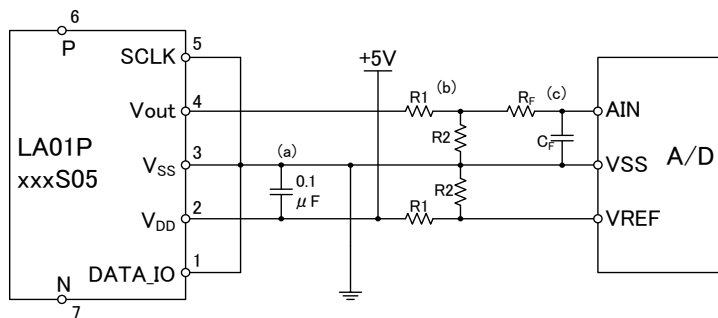 6
P
SCLK
5
+5V
(b)
(c)
Vout
4
R1
RF
AIN
R2
CF
LA01P
xxxS05
VSS
3
(a)
VSS
A/D
0.1
μF
R2
VDD
2
R1
VREF
DATA_IO
1
N
7